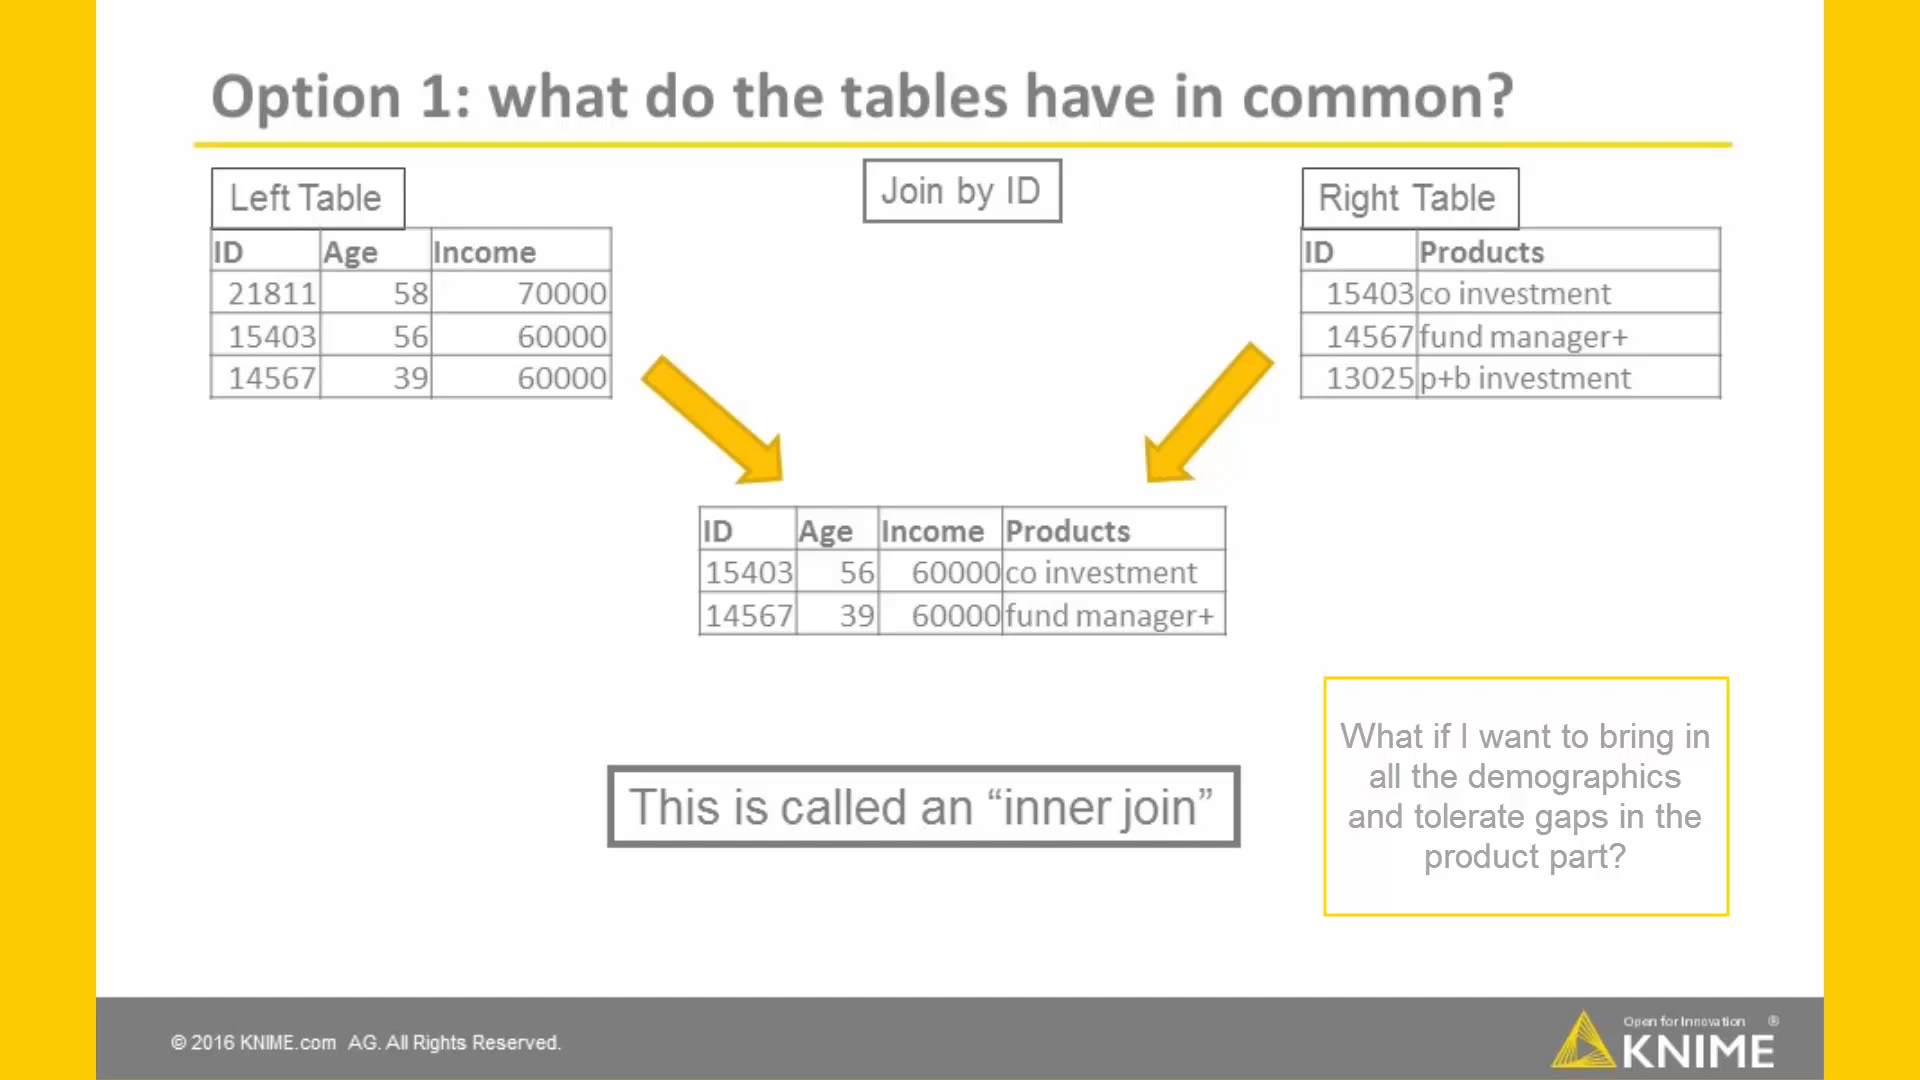 Option 1: what do the tables have in common?
Left Table
Join by ID
Right Table
ID Age Income
21811 58 70000
15403 56 60000
14567 39 60000
ID Products
15403 co investment
14567 fund manager+
13025 p+b investment
ID Age Income Products
15403 56 60000 co investment
14567 39 60000 fund manager+
This is called an “inner join”
What if I want to bring in
all the demographics
and tolerate gaps in the
product part?
© 2016 KNIME.com AG. All Rights Reserved.
Open for Innovation ®
KNIME